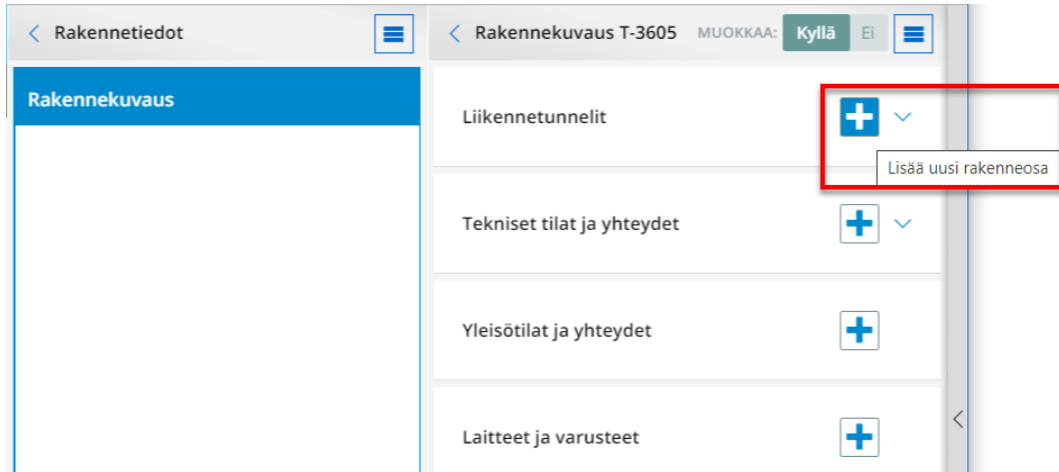 Rakennetiedot
Rakennekuvaus T-3605 MUOKKAA: Kyllä Ei
Rakennekuvaus
Liikennetunnelit
Lisää uusi rakenneosa
Tekniset tilat ja yhteydet
Yleisötilat ja yhteydet
Laitteet ja varusteet